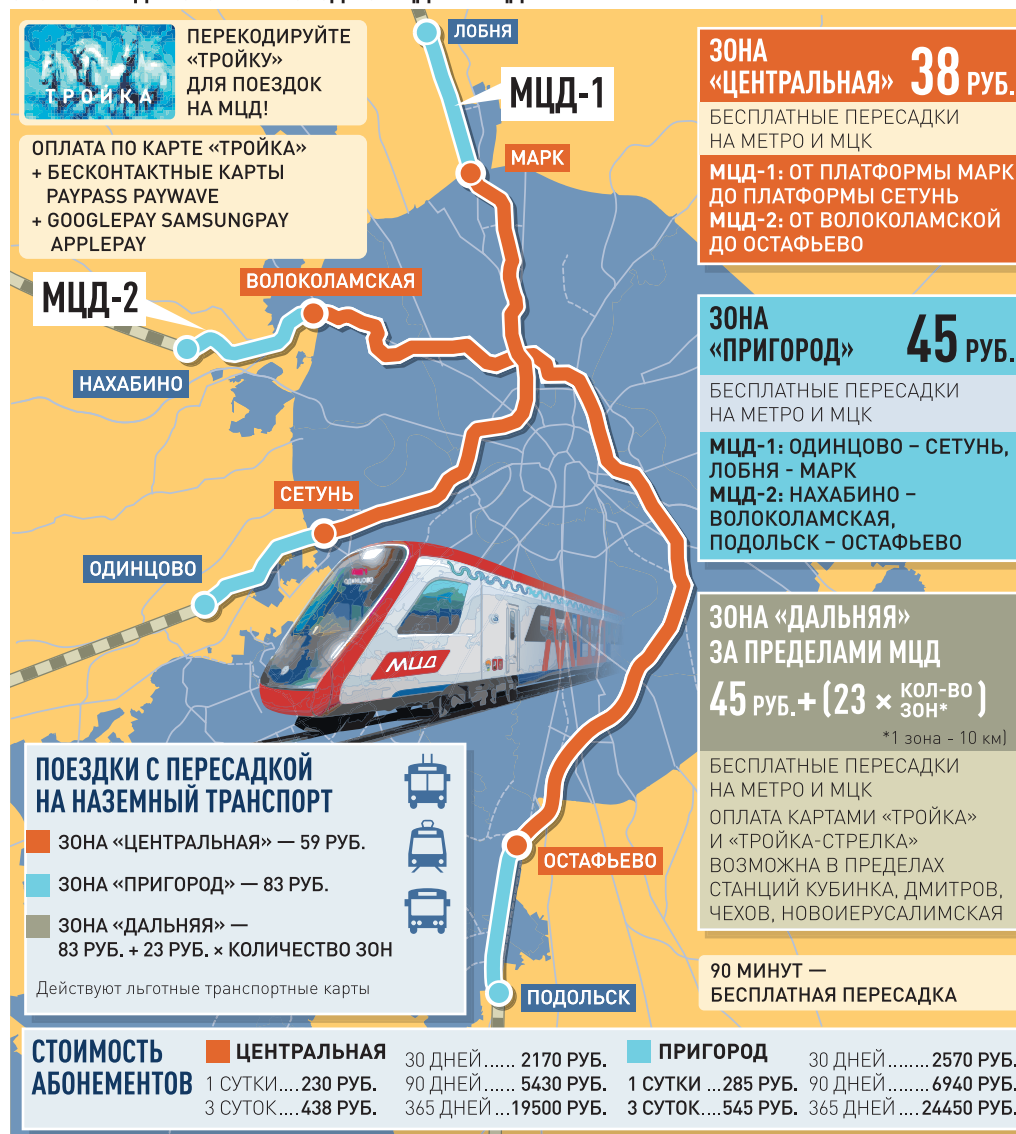 ТРОЙКА
ПЕРЕКОДИРУЙТЕ
«ТРОЙКУ»
ДЛЯ ПОЕЗДОК
НА МЦД!
ОПЛАТА ПО КАРТЕ «ТРОЙКА»
+ БЕСКОНТАКТНЫЕ КАРТЫ
PAYPASS PAYWAVE
+ GOOGLEPAY SAMSUNGPAY
APPLEPAY
ЛОБНЯ
МЦД-1
МАРК
ВОЛОКОЛАМСКАЯ
МЦД-2
НАХАБИНО
СЕТУНЬ
ОДИНЦОВО
ОДИНЦОВО
МЦД
ОСТАФЬЕВО
ПОДОЛЬСК
ЗОНА
«ЦЕНТРАЛЬНАЯ» 38 РУБ.
БЕСПЛАТНЫЕ ПЕРЕСАДКИ
НА МЕТРО И МЦК
МЦД-1: ОТ ПЛАТФОРМЫ МАРК
ДО ПЛАТФОРМЫ СЕТУНЬ
МЦД-2: ОТ ВОЛОКОЛАМСКОЙ
ДО ОСТАФЬЕВО
ЗОНА
«ПРИГОРОД» 45 РУБ.
БЕСПЛАТНЫЕ ПЕРЕСАДКИ
НА МЕТРО И МЦК
МЦД-1: ОДИНЦОВО – СЕТУНЬ,
ЛОБНЯ - МАРК
МЦД-2: НАХАБИНО –
ВОЛОКОЛАМСКАЯ,
ПОДОЛЬСК – ОСТАФЬЕВО
ЗОНА «ДАЛЬНЯЯ»
ЗА ПРЕДЕЛАМИ МЦД
45 РУБ.+(23 × КОЛ-ВО
ЗОН*)
*1 зона - 10 км)
БЕСПЛАТНЫЕ ПЕРЕСАДКИ
НА МЕТРО И МЦК
ОПЛАТА КАРТАМИ «ТРОЙКА»
И «ТРОЙКА-СТРЕЛКА»
ВОЗМОЖНА В ПРЕДЕЛАХ
СТАНЦИЙ КУБИНКА, ДМИТРОВ,
ЧЕХОВ, НОВОИЕРУСАЛИМСКАЯ
90 МИНУТ —
БЕСПЛАТНАЯ ПЕРЕСАДКА
ПОЕЗДКИ С ПЕРЕСАДКОЙ
НА НАЗЕМНЫЙ ТРАНСПОРТ
ЗОНА «ЦЕНТРАЛЬНАЯ» — 59 РУБ.
ЗОНА «ПРИГОРОД» — 83 РУБ.
ЗОНА «ДАЛЬНЯЯ» —
83 РУБ. + 23 РУБ. × КОЛИЧЕСТВО ЗОН
Действуют льготные транспортные карты
СТОИМОСТЬ
АБОНЕМЕНТОВ
ЦЕНТРАЛЬНАЯ
1 СУТКИ....230 РУБ.
3 СУТОК....438 РУБ.
30 ДНЕЙ...... 2170 РУБ.
90 ДНЕЙ...... 5430 РУБ.
365 ДНЕЙ ...19500 РУБ.
ПРИГОРОД
1 СУТКИ ...285 РУБ.
3 СУТОК....545 РУБ.
30 ДНЕЙ.......2570 РУБ.
90 ДНЕЙ.......6940 РУБ.
365 ДНЕЙ ....24450 РУБ.